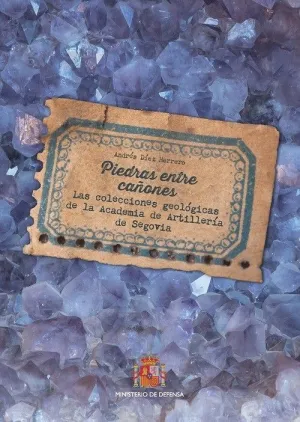 Andrés Díez Herrero
Piedras entre
cañones
Las colecciones geológicas
de la Academia de Artillería
de Segovia
MINISTERIO DE DEFENSA